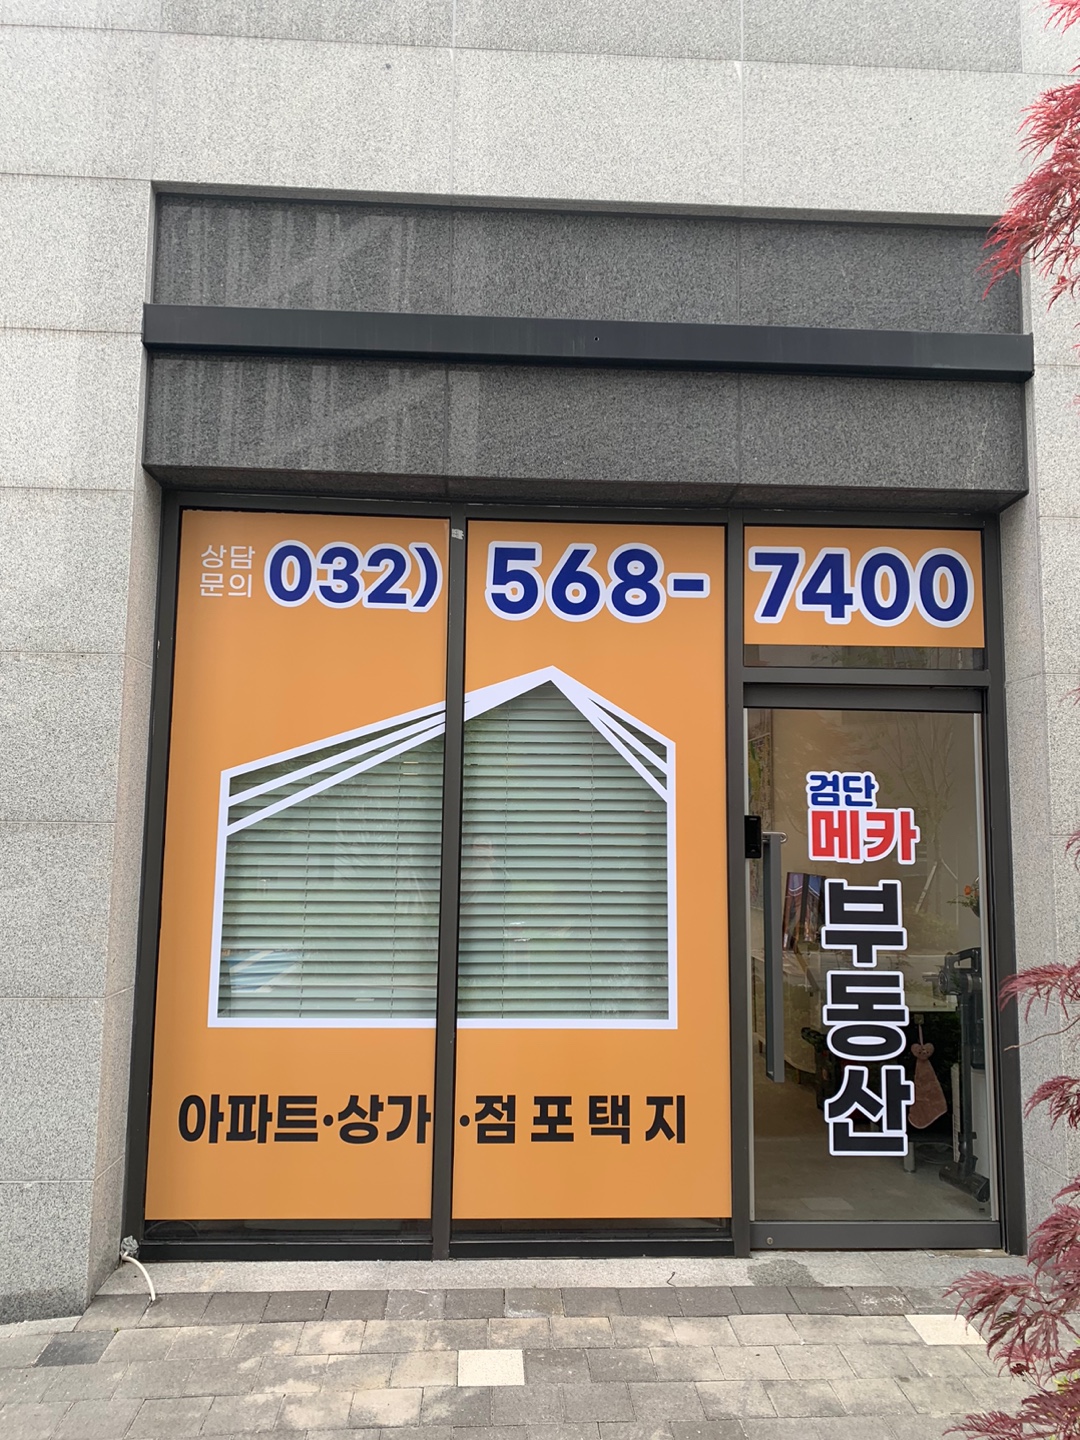 상담
문의
032) 568-7400
아파트·상가·점포택지
검단
메카
부동산